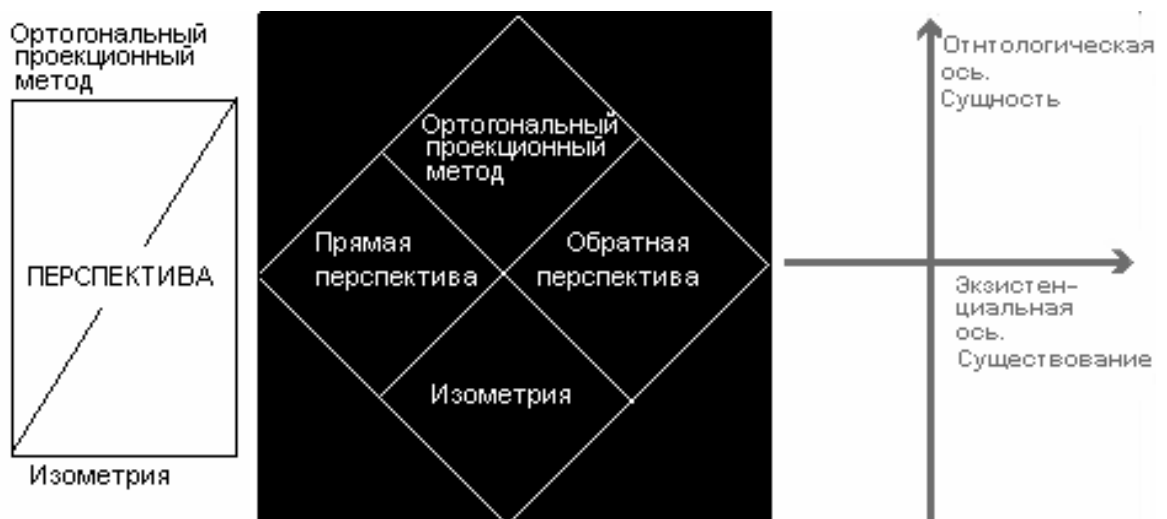 Ортогональный
проекционный
метод
ПЕРСПЕКТИВА
Изометрия
Ортогональный
проекционный
метод
Прямая
перспектива
Обратная
перспектива
Изометрия
Отнтологическая
ось.
Сущность
Экзистен-
циальная
ось.
Существование